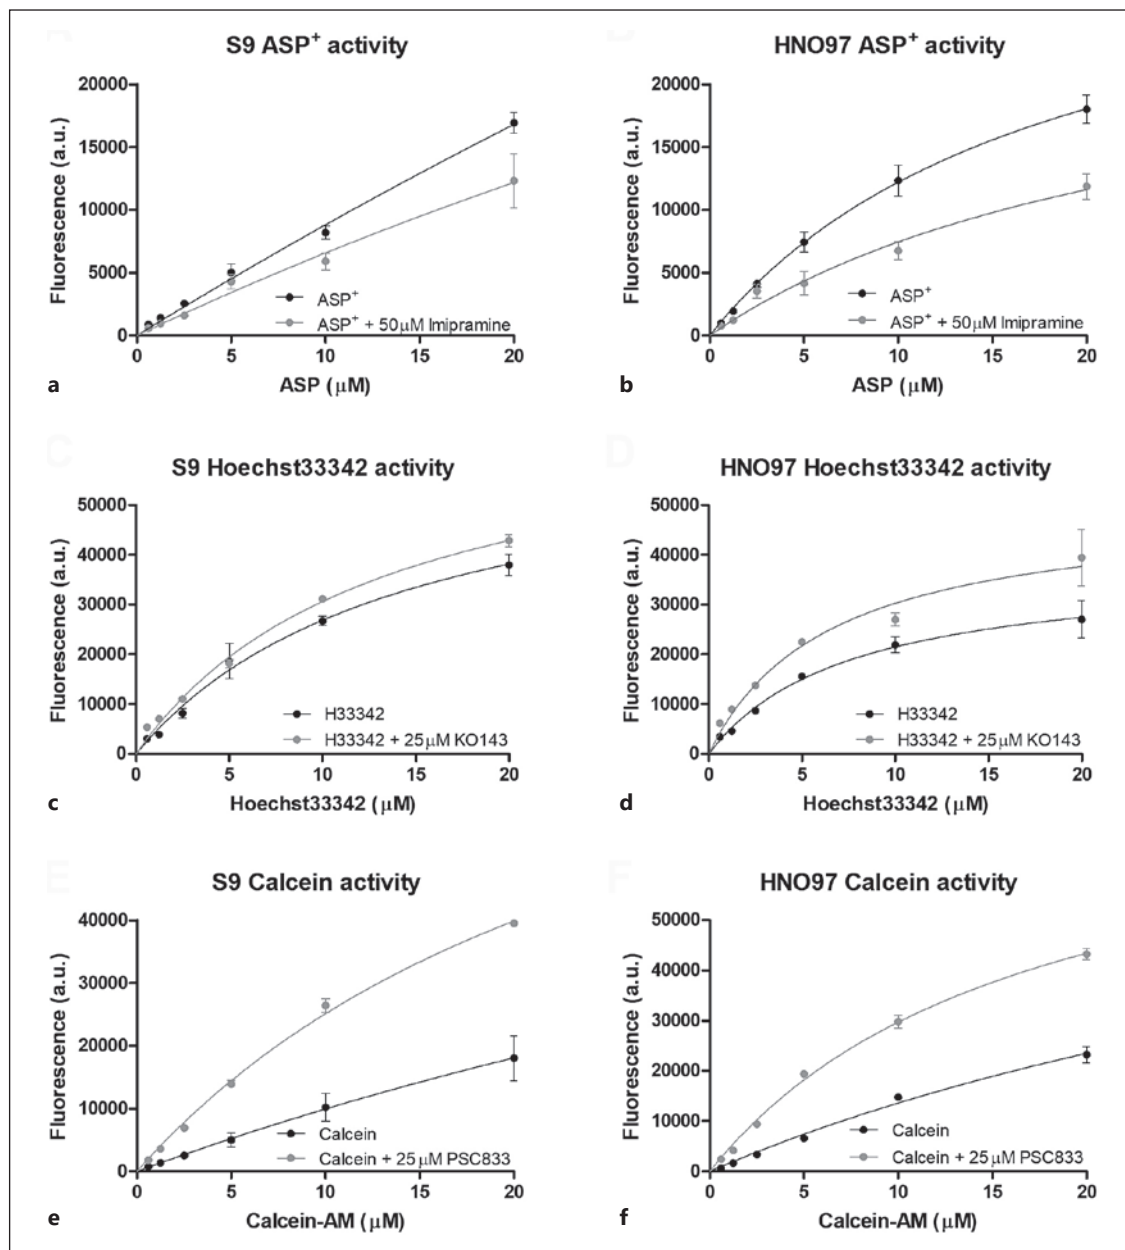 S9 ASP⁺ activity
Fluorescence (a.u.)
20000
15000
10000
5000
0
ASP⁺
ASP⁺ + 50µM Imipramine
0 5 10 15 20
ASP (µM)
a
HNO97 ASP⁺ activity
Fluorescence (a.u.)
20000
15000
10000
5000
0
ASP⁺
ASP⁺ + 50µM Imipramine
0 5 10 15 20
ASP (µM)
b
C
S9 Hoechst33342 activity
Fluorescence (a.u.)
50000
40000
30000
20000
10000
0
H33342
H33342 + 25µM KO143
0 5 10 15 20
Hoechst33342 (µM)
c
D
HNO97 Hoechst33342 activity
Fluorescence (a.u.)
50000
40000
30000
20000
10000
0
H33342
H33342 + 25µM KO143
0 5 10 15 20
Hoechst33342 (µM)
d
E
S9 Calcein activity
Fluorescence (a.u.)
40000
30000
20000
10000
0
Calcein
Calcein + 25 µM PSC833
0 5 10 15 20
Calcein-AM (µM)
e
F
HNO97 Calcein activity
Fluorescence (a.u.)
50000
40000
30000
20000
10000
0
Calcein
Calcein + 25 µM PSC833
0 5 10 15 20
Calcein-AM (µM)
f